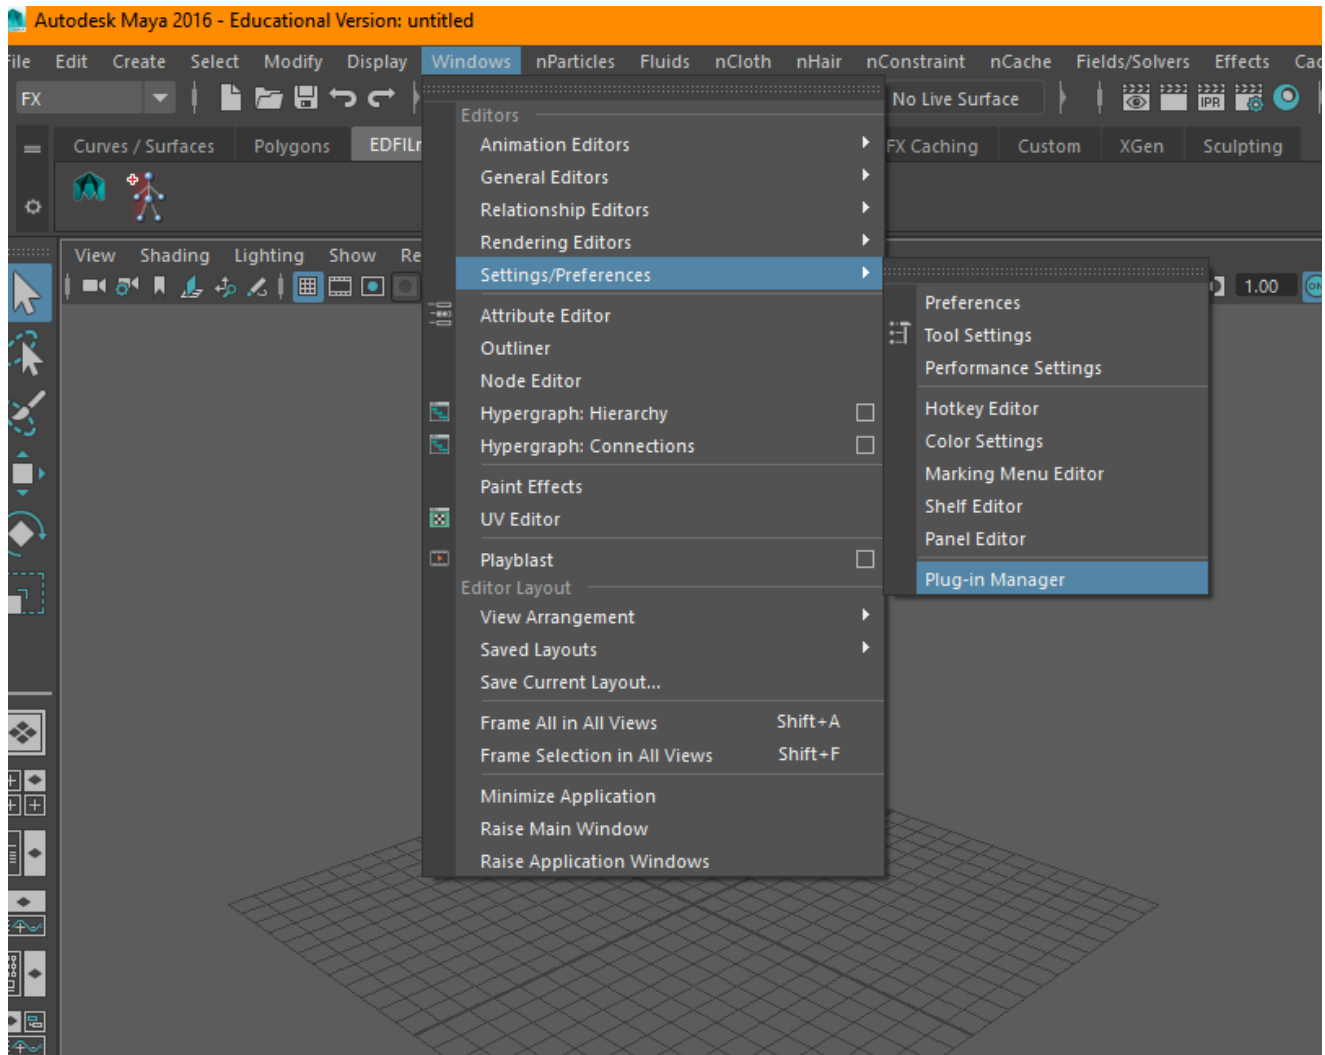 Autodesk Maya 2016 - Educational Version: untitled
File Edit Create Select Modify Display Windows nParticles Fluids nCloth nHair nConstraint nCache Fields/Solvers Effects
FX
No Live Surface
IPR
Curves / Surfaces Polygons FX Caching Custom XGen Sculpting
View Shading Lighting Show
1.00
ON
Editors
Animation Editors
General Editors
Relationship Editors
Rendering Editors
Settings/Preferences
Attribute Editor
Outliner
Node Editor
Hypergraph: Hierarchy
Hypergraph: Connections
Paint Effects
UV Editor
Playblast
Editor Layout
View Arrangement
Saved Layouts
Save Current Layout...
Frame All in All Views Shift+A
Frame Selection in All Views Shift+F
Minimize Application
Raise Main Window
Raise Application Windows
Preferences
Tool Settings
Performance Settings
Hotkey Editor
Color Settings
Marking Menu Editor
Shelf Editor
Panel Editor
Plug-in Manager